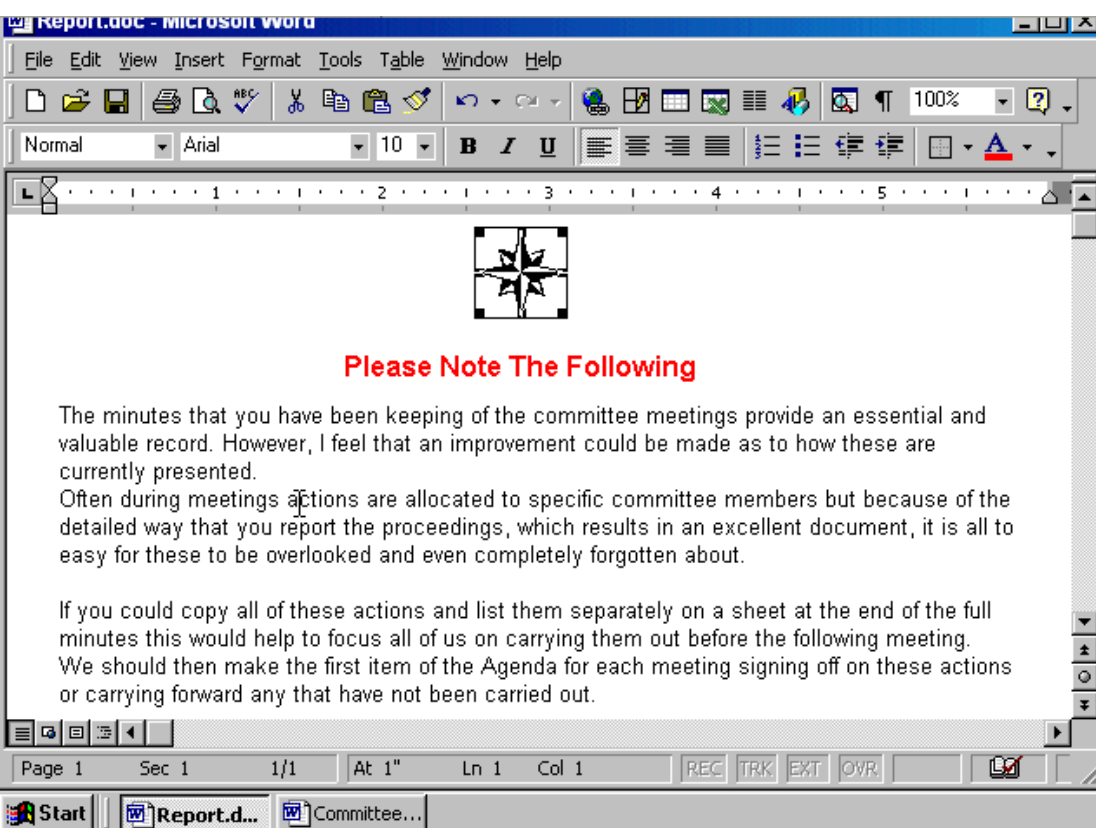 Report.doc - Microsoft Word
File Edit View Insert Format Tools Table Window Help
ABC 100%
Normal Arial 10 B I U A
1 2 3 4 5
Please Note The Following
The minutes that you have been keeping of the committee meetings provide an essential and
valuable record. However, I feel that an improvement could be made as to how these are
currently presented.
Often during meetings actions are allocated to specific committee members but because of the
detailed way that you report the proceedings, which results in an excellent document, it is all to
easy for these to be overlooked and even completely forgotten about.
If you could copy all of these actions and list them separately on a sheet at the end of the full
minutes this would help to focus all of us on carrying them out before the following meeting.
We should then make the first item of the Agenda for each meeting signing off on these actions
or carrying forward any that have not been carried out.
Page 1 Sec 1 1/1 At 1" Ln 1 Col 1 REC TRK EXT OVR
Start Report.d... Committee...